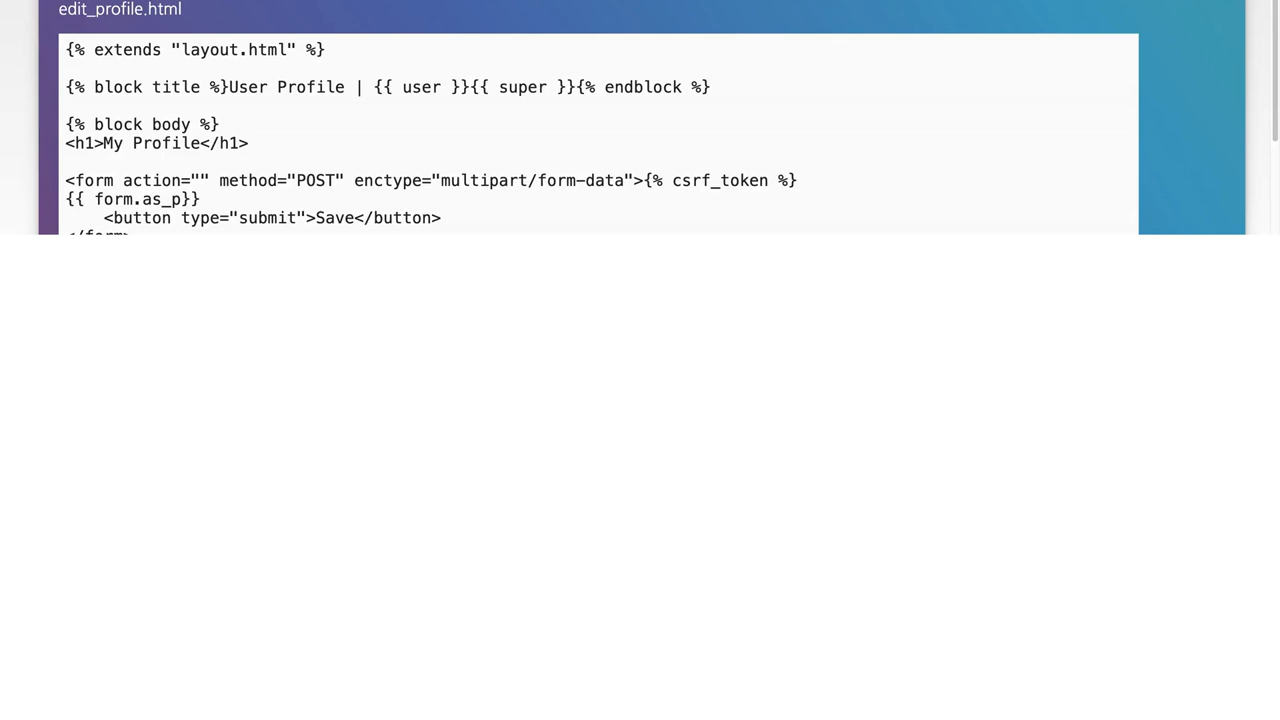 edit_profile.html
{% extends "layout.html" %}
{% block title %}User Profile | {{ user }}{{ super }}{% endblock %}
{% block body %}
<h1>My Profile</h1>
<form action="" method="POST" enctype="multipart/form-data">{% csrf_token %}
{{ form.as_p}}
<button type="submit">Save</button>
</form>